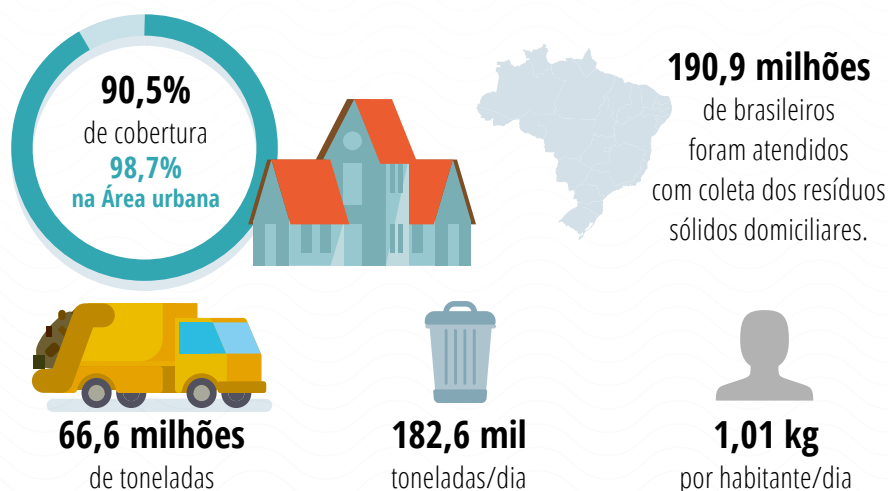 90,5%
de cobertura
98,7%
na Área urbana
190,9 milhões
de brasileiros
foram atendidos
com coleta dos resíduos
sólidos domiciliares.
66,6 milhões
de toneladas
182,6 mil
toneladas/dia
1,01 kg
por habitante/dia